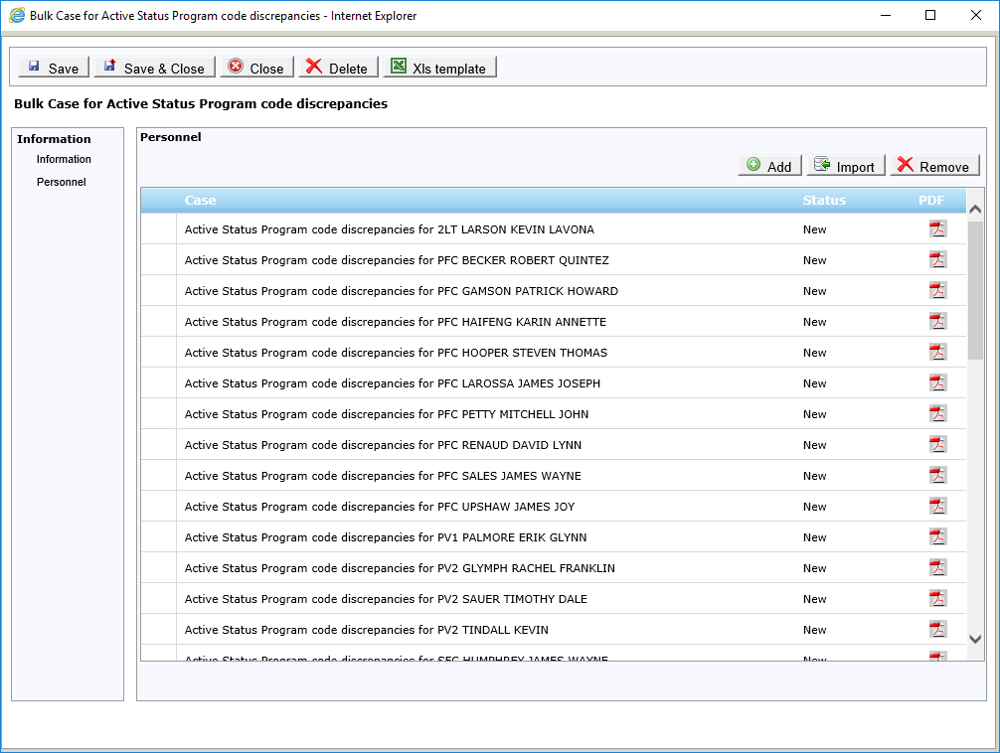 Bulk Case for Active Status Program code discrepancies - Internet Explorer
Save Save & Close Close Delete Xls template
Bulk Case for Active Status Program code discrepancies
Information
Information
Personnel
Personnel
Add Import Remove
Case Status PDF
Active Status Program code discrepancies for 2LT LARSON KEVIN LAVONA New
Active Status Program code discrepancies for PFC BECKER ROBERT QUINTEZ New
Active Status Program code discrepancies for PFC GAMSON PATRICK HOWARD New
Active Status Program code discrepancies for PFC HAIFENG KARIN ANNETTE New
Active Status Program code discrepancies for PFC HOOPER STEVEN THOMAS New
Active Status Program code discrepancies for PFC LAROSSA JAMES JOSEPH New
Active Status Program code discrepancies for PFC PETTY MITCHELL JOHN New
Active Status Program code discrepancies for PFC RENAUD DAVID LYNN New
Active Status Program code discrepancies for PFC SALES JAMES WAYNE New
Active Status Program code discrepancies for PFC UPSHAW JAMES JOY New
Active Status Program code discrepancies for PV1 PALMORE ERIK GLYNN New
Active Status Program code discrepancies for PV2 GLYMPH RACHEL FRANKLIN New
Active Status Program code discrepancies for PV2 SAUER TIMOTHY DALE New
Active Status Program code discrepancies for PV2 TINDALL KEVIN New
Active Status Program code discrepancies for SFC HUMPHREY JAMES WAYNE New